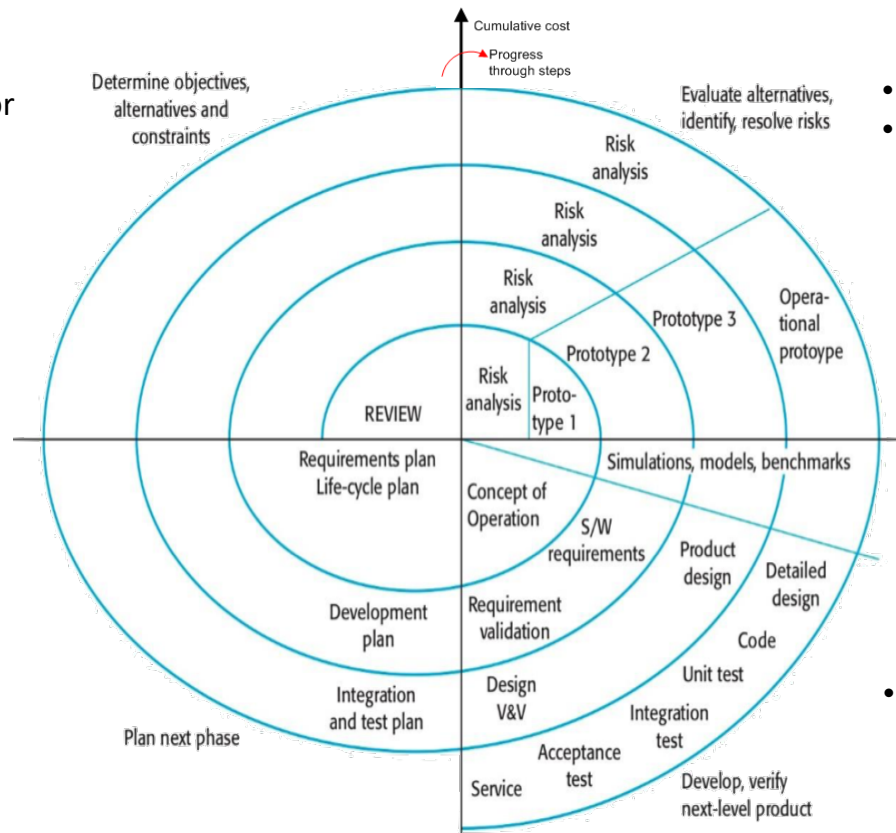 Cumulative cost
Progress
through steps
Determine objectives,
alternatives and
constraints
or
Evaluate alternatives,
identify, resolve risks
•
•
Risk
analysis
Risk
analysis
Risk
analysis
Opera-
tional
protoype
Prototype 3
Prototype 2
Risk
analysis
Proto-
type 1
REVIEW
Requirements plan
Life-cycle plan
Simulations, models, benchmarks
Concept of
Operation
S/W
requirements
Product
design
Detailed
design
Development
plan
Requirement
validation
Code
Unit test
Integration
and test plan
Design
V&V
Integration
test
•
Plan next phase
Acceptance
test
Service
Develop, verify
next-level product